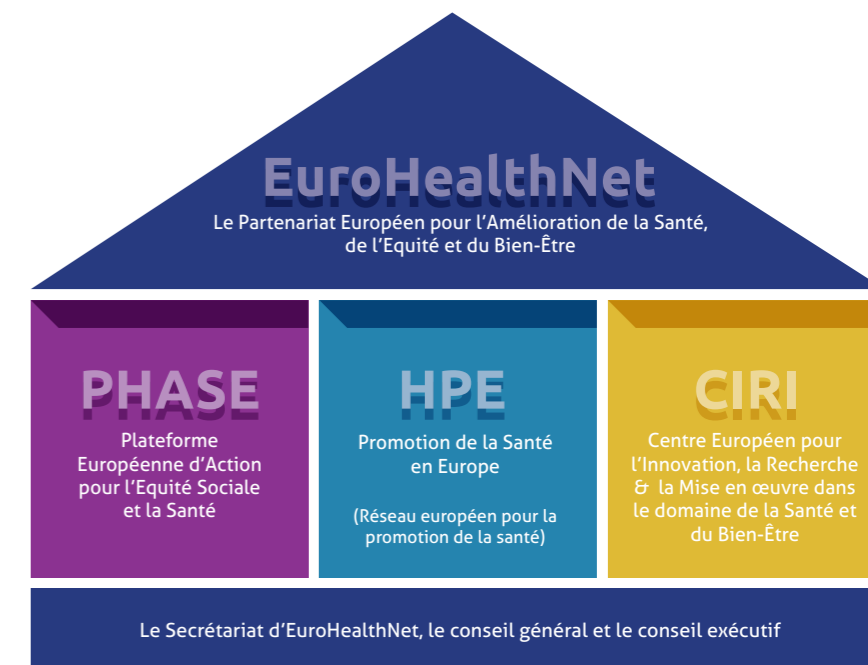 EuroHealthNet
Le Partenariat Européen pour l'Amélioration de la Santé,
de l'Equité et du Bien-Être
PHASE
Plateforme
Européenne d'Action
pour l'Equité Sociale
et la Santé
HPE
Promotion de la Santé
en Europe
(Réseau européen pour la
promotion de la santé)
CIRI
Centre Européen pour
l'Innovation, la Recherche
& la Mise en œuvre dans
le domaine de la Santé et
du Bien-Être
Le Secrétariat d'EuroHealthNet, le conseil général et le conseil exécutif